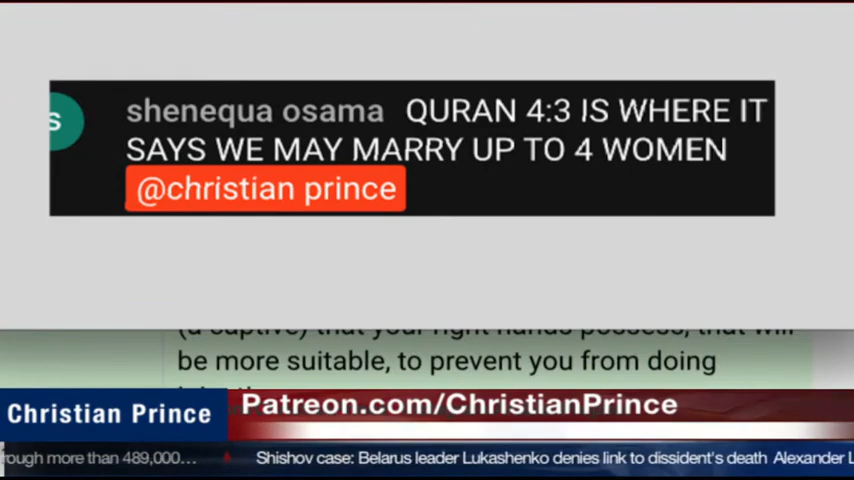 S
shenequa osama QURAN 4:3 IS WHERE IT
SAYS WE MAY MARRY UP TO 4 WOMEN
@christian prince
(a captive) that your right hands possess, that will
be more suitable, to prevent you from doing
Christian Prince
Patreon.com/ChristianPrince
rough more than 489,000...
Shishov case: Belarus leader Lukashenko denies link to dissident's death Alexander L